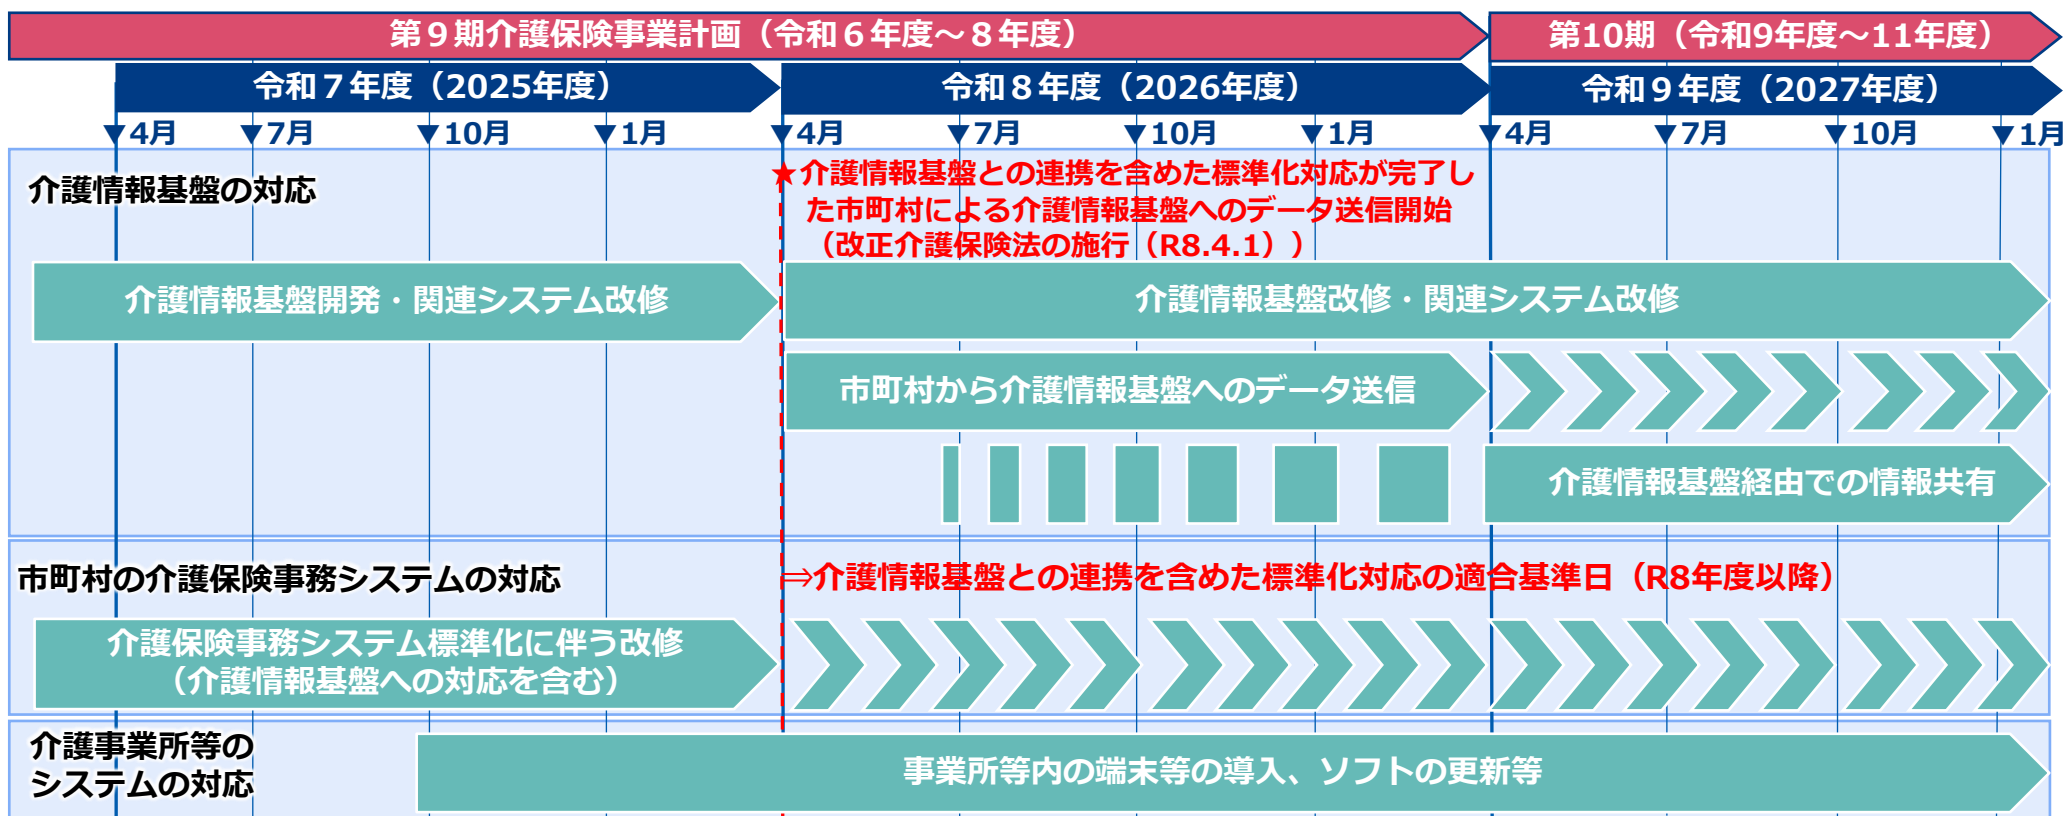 第９期介護保険事業計画（令和６年度～８年度）
第10期（令和9年度～11年度）
令和７年度（2025年度）
令和８年度（2026年度）
令和９年度（2027年度）
▼4月 ▼7月 ▼10月 ▼1月 ▼4月 ▼7月 ▼10月 ▼1月 ▼4月 ▼7月 ▼10月 ▼1月
介護情報基盤の対応
★介護情報基盤との連携を含めた標準化対応が完了し
た市町村による介護情報基盤へのデータ送信開始
（改正介護保険法の施行（R8.4.1））
介護情報基盤開発・関連システム改修
介護情報基盤改修・関連システム改修
市町村から介護情報基盤へのデータ送信
介護情報基盤経由での情報共有
市町村の介護保険事務システムの対応
⇒介護情報基盤との連携を含めた標準化対応の適合基準日（R8年度以降）
介護保険事務システム標準化に伴う改修
（介護情報基盤への対応を含む）
介護事業所等の
システムの対応
事業所等内の端末等の導入、ソフトの更新等